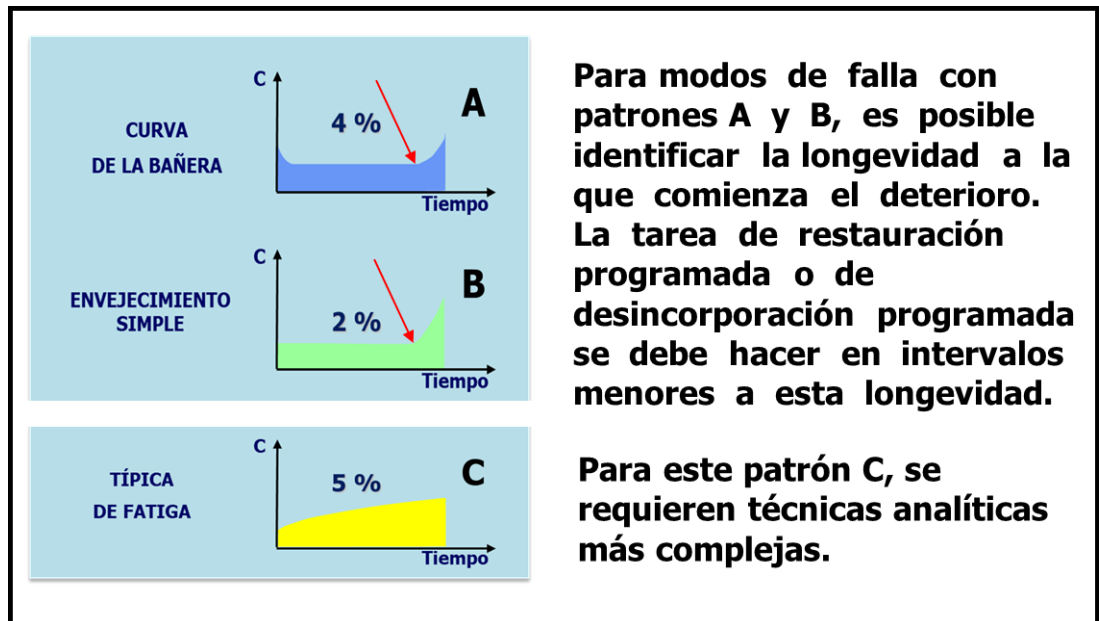 C
A
4 %
CURVA
DE LA BAÑERA
Tiempo
C
B
ENVEJECIMIENTO
SIMPLE
2 %
Tiempo
C
C
5 %
TÍPICA
DE FATIGA
Tiempo
Para modos de falla con
patrones A y B, es posible
identificar la longevidad a la
que comienza el deterioro.
La tarea de restauración
programada o de
desincorporación programada
se debe hacer en intervalos
menores a esta longevidad.
Para este patrón C, se
requieren técnicas analíticas
más complejas.